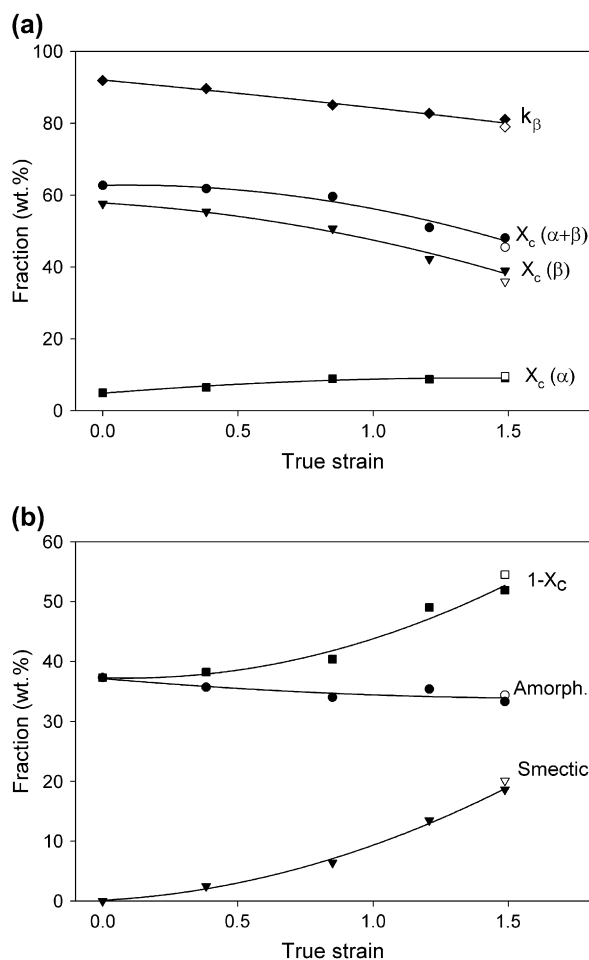 (a)
100
80
60
40
20
0
Fraction (wt.%)
kβ
Xc (α+β)
Xc (β)
Xc (α)
0.0 0.5 1.0 1.5
True strain
(b)
60
50
40
30
20
10
0
Fraction (wt.%)
1-XC
Amorph.
Smectic
0.0 0.5 1.0 1.5
True strain